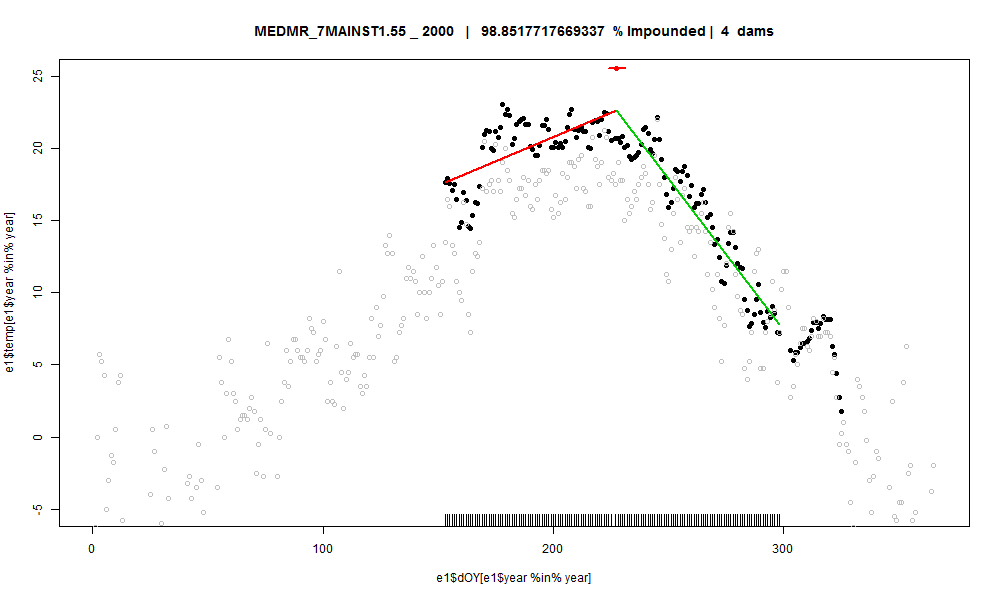 MEDMR_7MAINST1.55 _ 2000 | 98.8517717669337 % Impounded | 4 dams
e1$temp[e1$year %in% year]
25
20
15
10
5
0
-5
0 100 200 300
e1$dOY[e1$year %in% year]